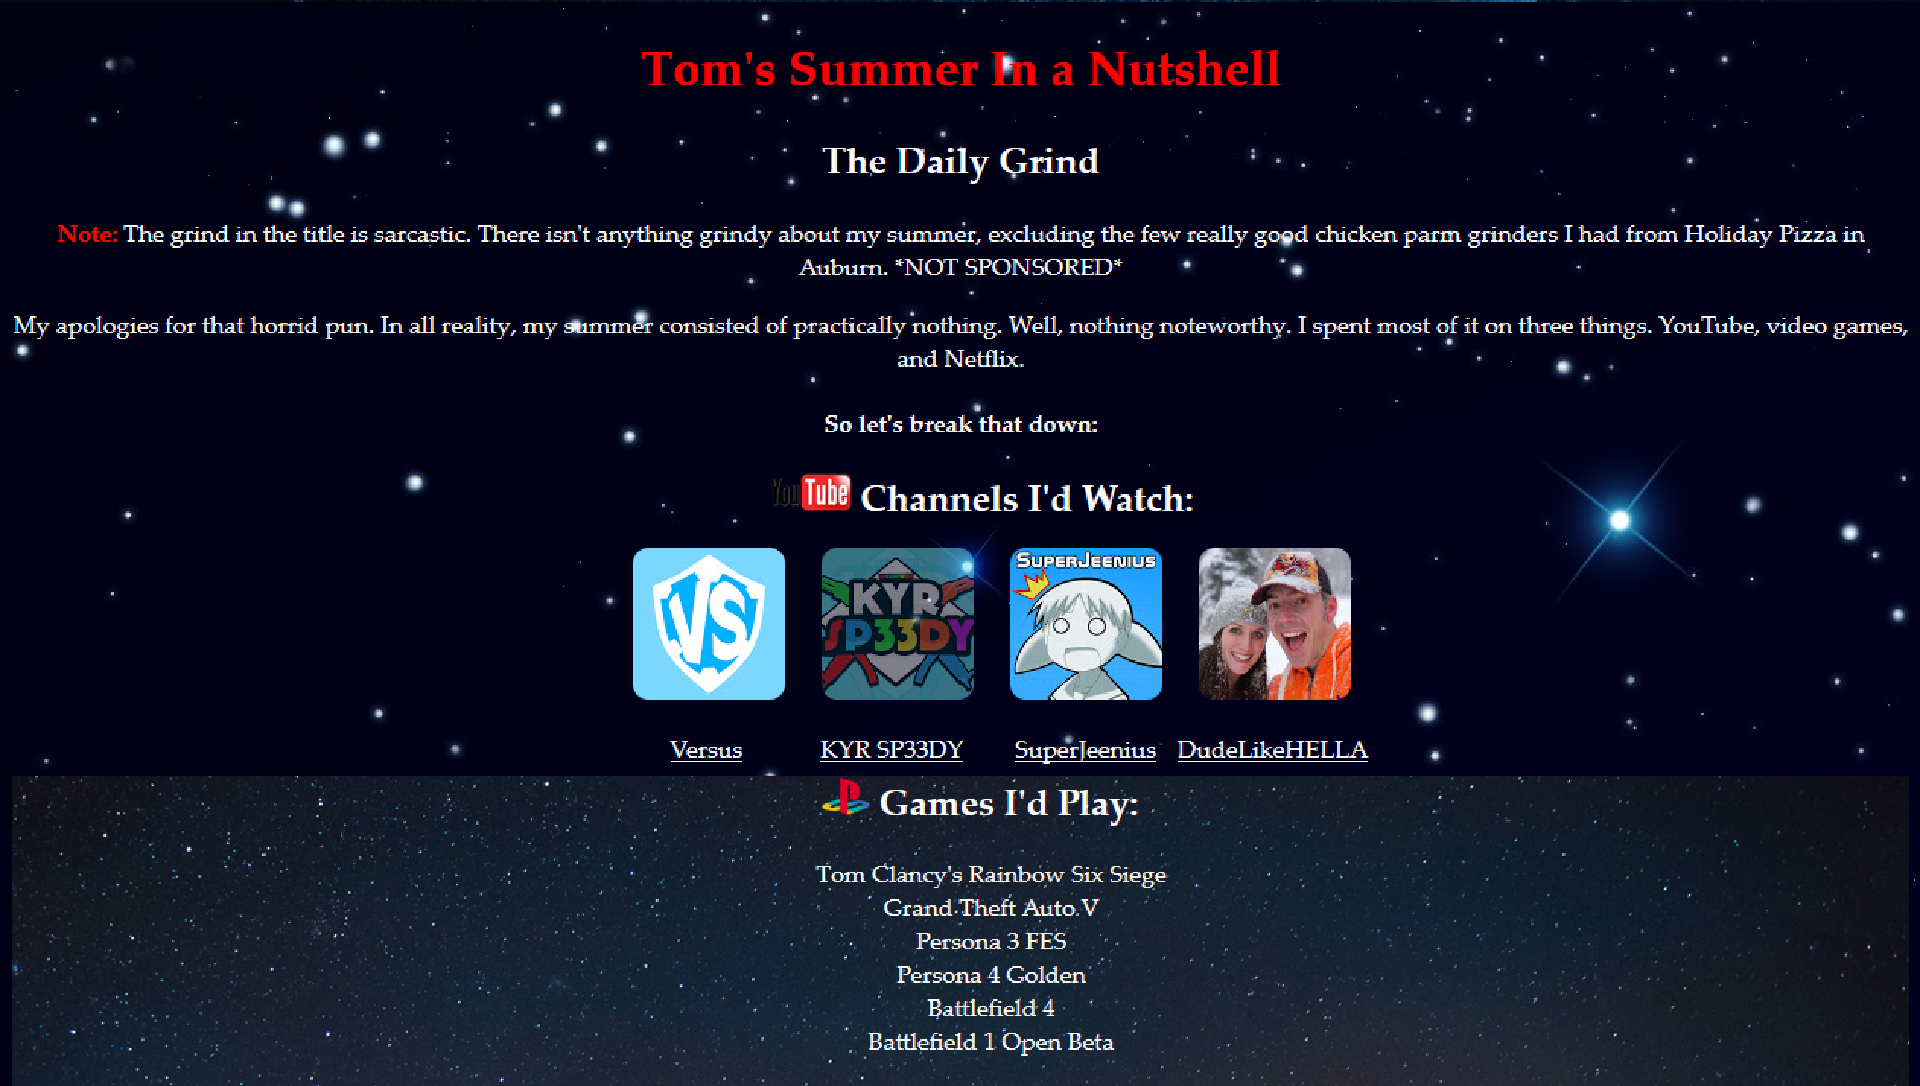 Tom's Summer In a Nutshell
The Daily Grind
Note: The grind in the title is sarcastic. There isn't anything grindy about my summer, excluding the few really good chicken parm grinders I had from Holiday Pizza in
Auburn. *NOT SPONSORED*
My apologies for that horrid pun. In all reality, my summer consisted of practically nothing. Well, nothing noteworthy. I spent most of it on three things. YouTube, video games,
and Netflix.
So let's break that down:
YouTube Channels I'd Watch:
VS
KYR
SP33DY
SUPERJEENIUS
Versus KYR SP33DY SuperJeenius DudeLikeHELLA
Games I'd Play:
Tom Clancy's Rainbow Six Siege
Grand Theft Auto V
Persona 3 FES
Persona 4 Golden
Battlefield 4
Battlefield 1 Open Beta